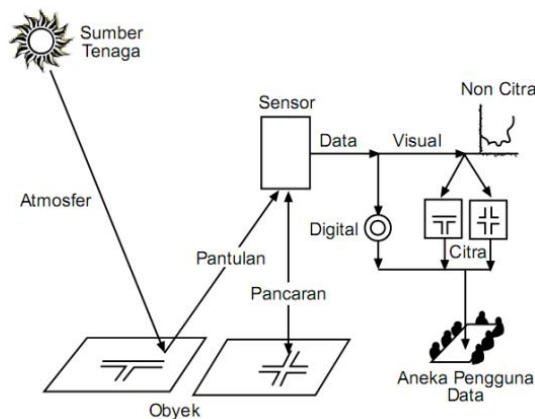 Sumber
Tenaga
Non Citra
Sensor
Data
Visual
Atmosfer
Digital
Citra
Pantulan
Pancaran
Obyek
Aneka Pengguna
Data